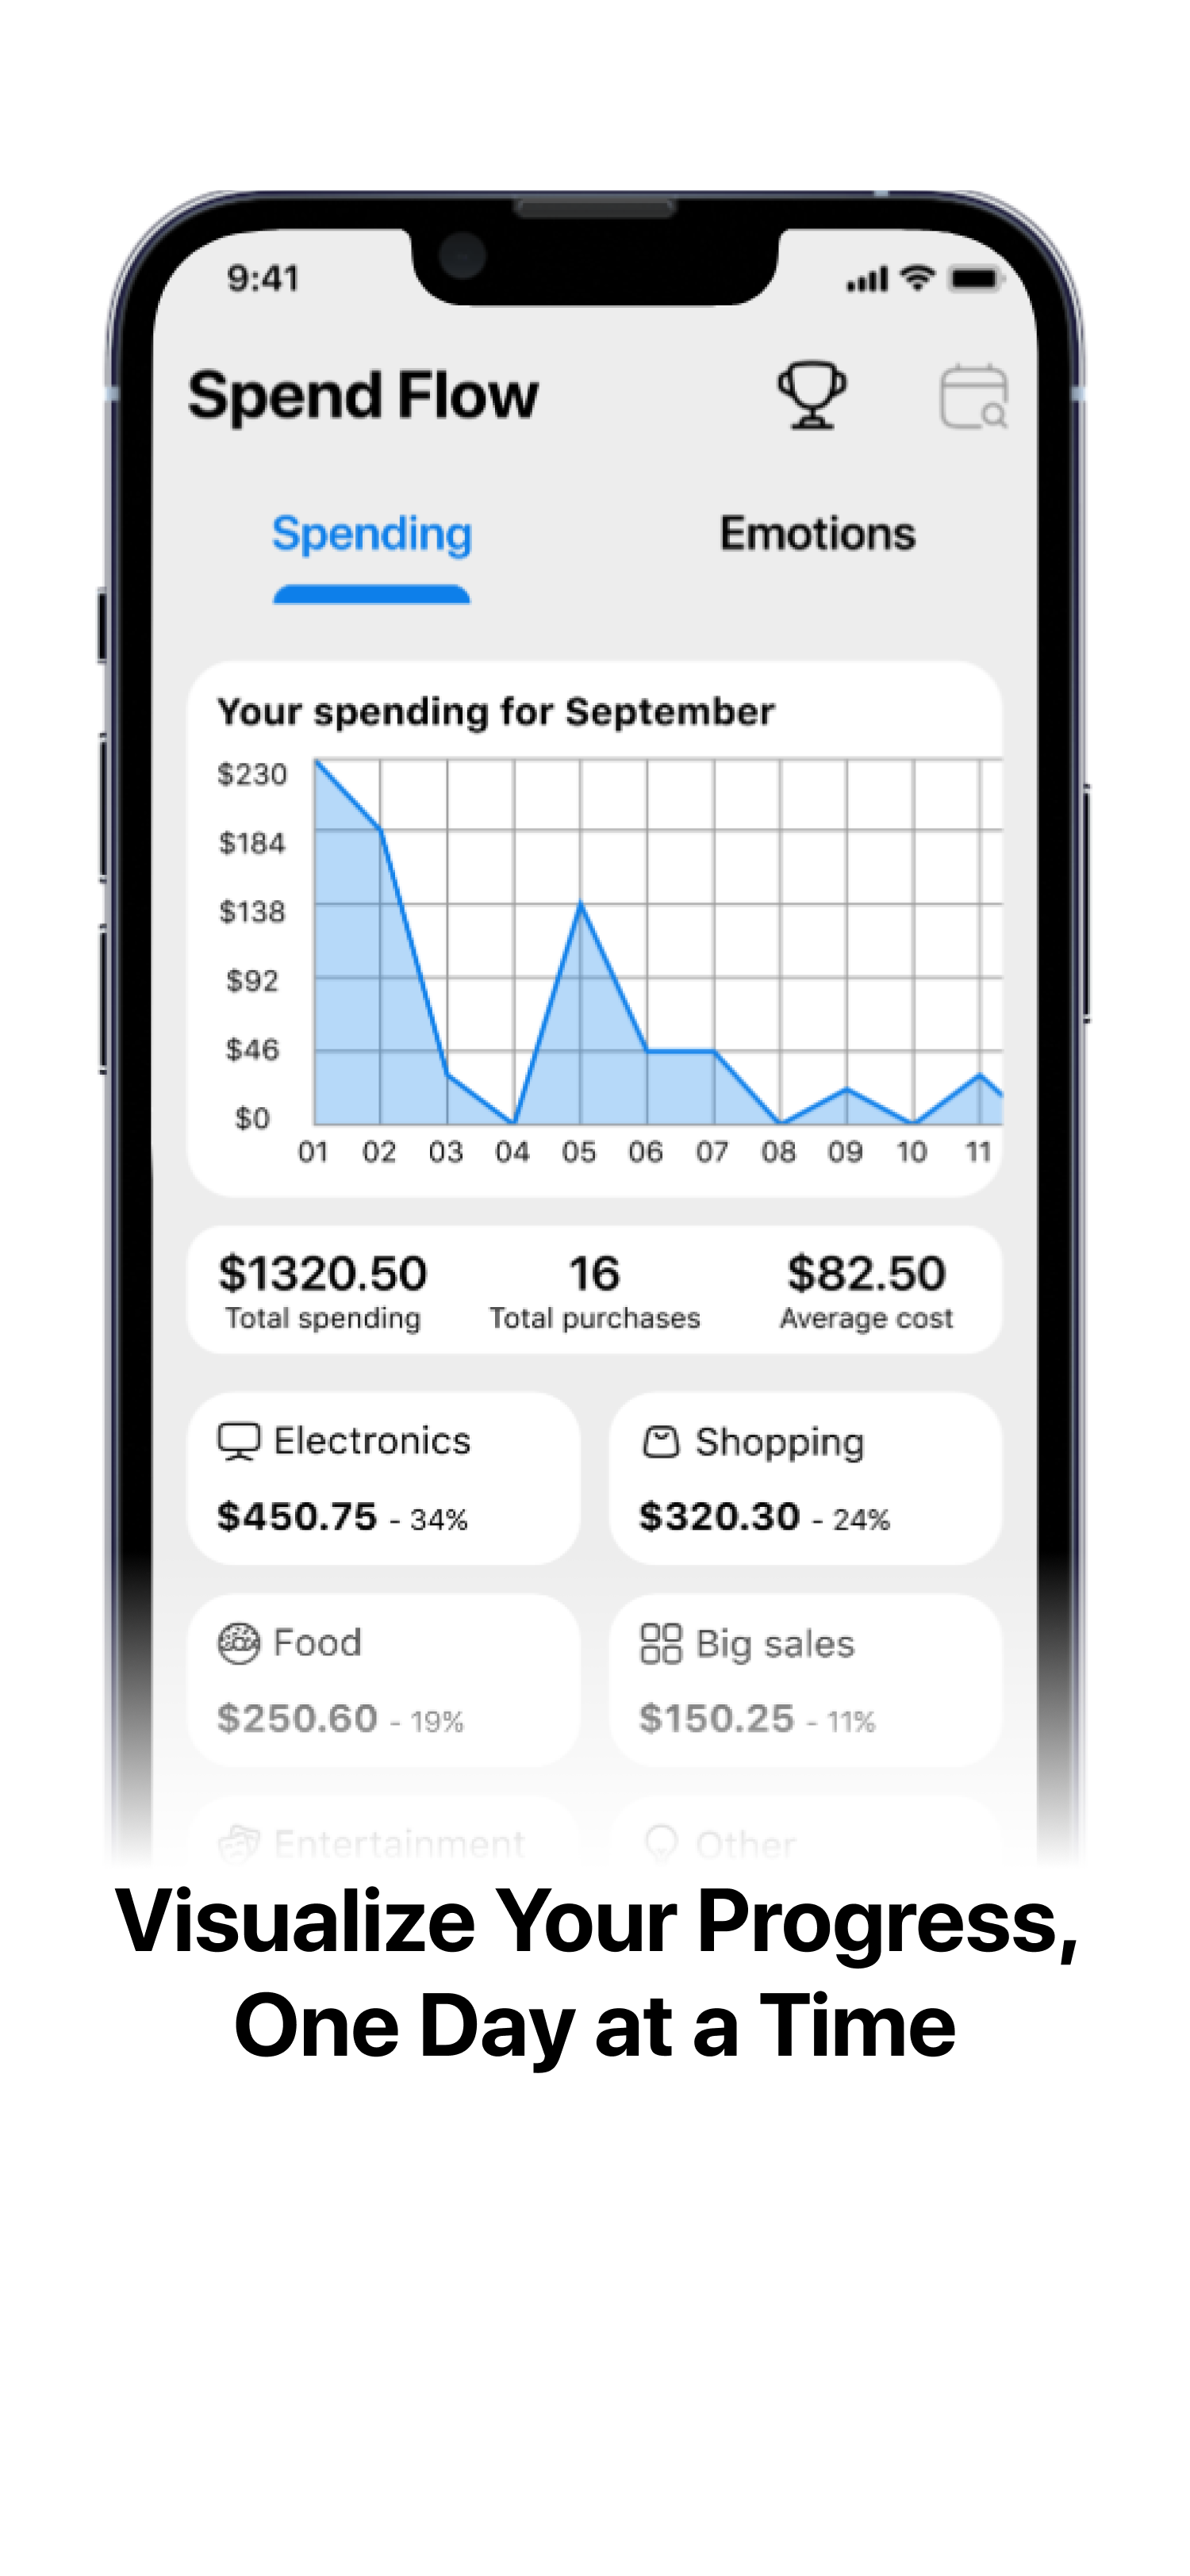 9:41
Spend Flow
Spending Emotions
Your spending for September
$230
$184
$138
$92
$46
$0
01 02 03 04 05 06 07 08 09 10 11
$1320.50 16 $82.50
Total spending Total purchases Average cost
Electronics Shopping
$450.75 - 34% $320.30 - 24%
Food Big sales
$250.60 - 19% $150.25 - 11%
Entertainment Other
Visualize Your Progress,
One Day at a Time